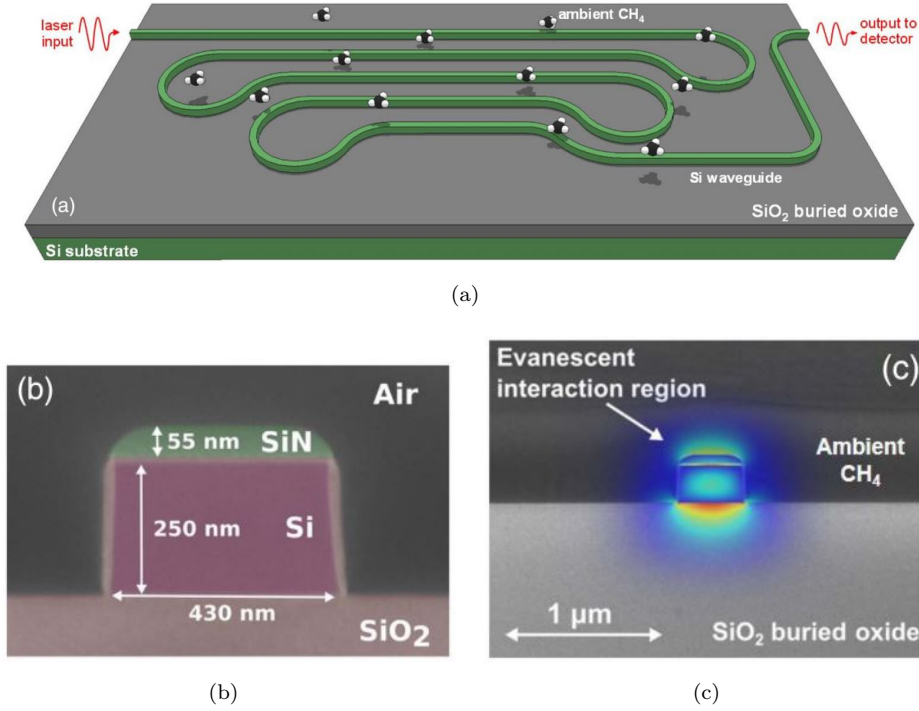 laser
input
ambient CH₄
output to
detector
Si waveguide
(a)
SiO₂ buried oxide
Si substrate
(a)
(b)
Air
55 nm
SiN
250 nm
Si
430 nm
SiO₂
(b)
Evanescent
interaction region
(c)
Ambient
CH₄
1 μm
SiO₂ buried oxide
(c)